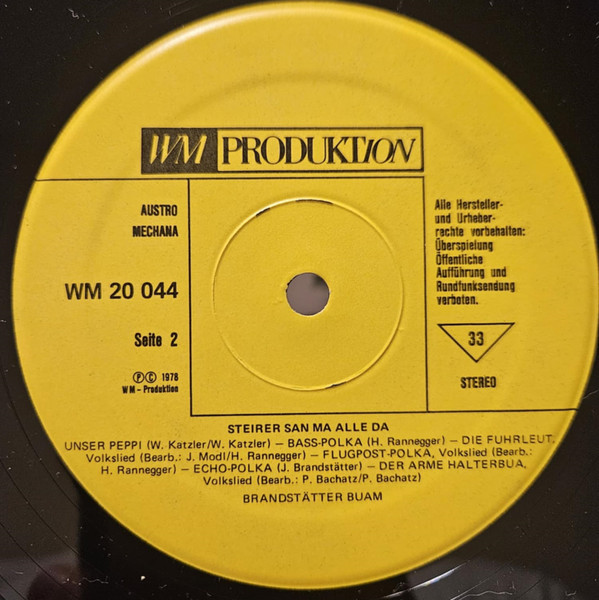 WM PRODUKTION
AUSTRO
MECHANA
WM 20 044
Seite 2
Ⓟ Ⓒ 1976
WM - Produktion
Alle Hersteller-
und Urheber-
rechte vorbehalten:
Überspielung
Öffentliche
Aufführung und
Rundfunksendung
verboten.
33
STEREO
STEIRER SAN MA ALLE DA
UNSER PEPPI (W. Katzler/W. Katzler) – BASS-POLKA (H. Rannegger) – DIE FUHRLEUT,
Volkslied (Bearb.: J. Modl/H. Rannegger) – FLUGPOST-POLKA, Volkslied (Bearb.:
H. Rannegger) – ECHO-POLKA (J. Brandstätter) – DER ARME HALTERBUA,
Volkslied (Bearb.: P. Bachatz/P. Bachatz)
BRANDSTÄTTER BUAM